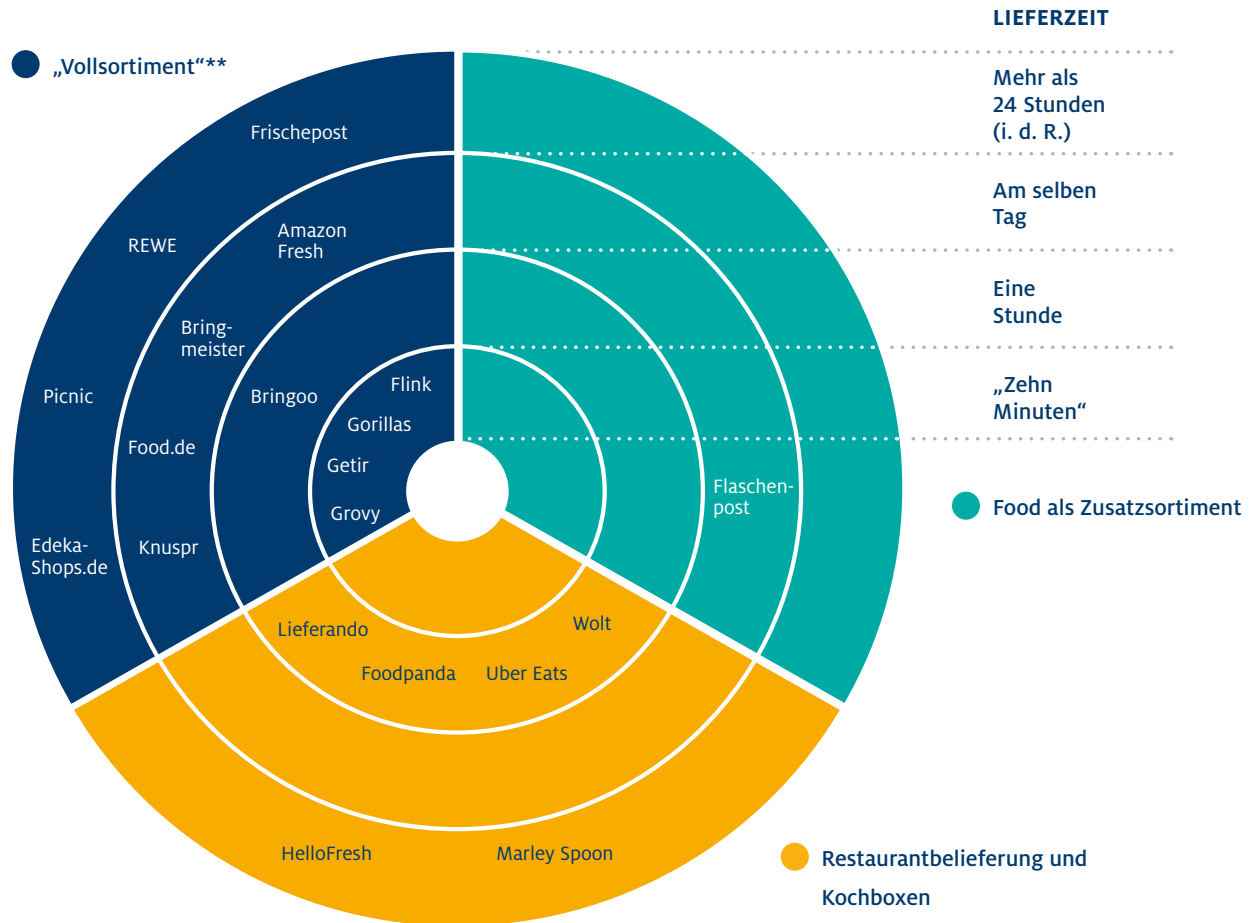 LIEFERZEIT
„Vollsortiment“**
Mehr als
24 Stunden
(i. d. R.)
Frischepost
Am selben
Tag
REWE
Amazon
Fresh
Eine
Stunde
Bring-
meister
Picnic
Bringoo
Flink
„Zehn
Minuten“
Gorillas
Food.de
Getir
Flaschen-
post
Food als Zusatzsortiment
Grovy
Edeka-
Shops.de
Knuspr
Lieferando
Wolt
Foodpanda
Uber Eats
HelloFresh
Marley Spoon
Restaurantbelieferung und
Kochboxen